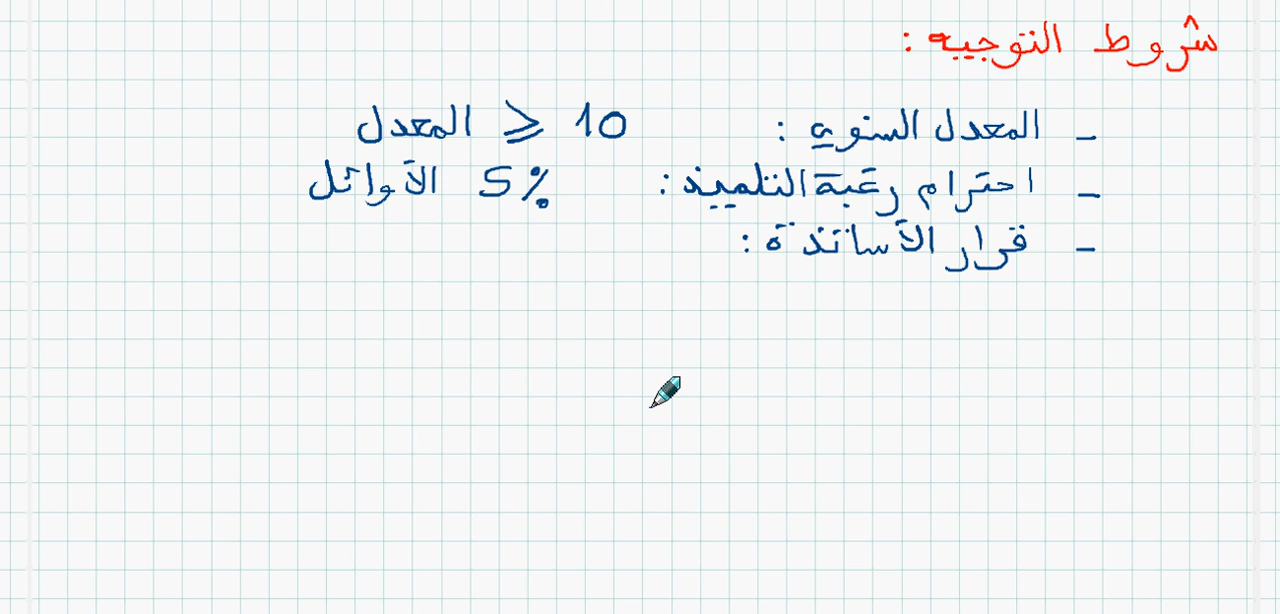 شروط التوجيه :
- المعدل السنوي : 10 ⩾ المعدل
- احترام رغبة التلميذ : 5% الأوائل
- قرار الأساتذة :